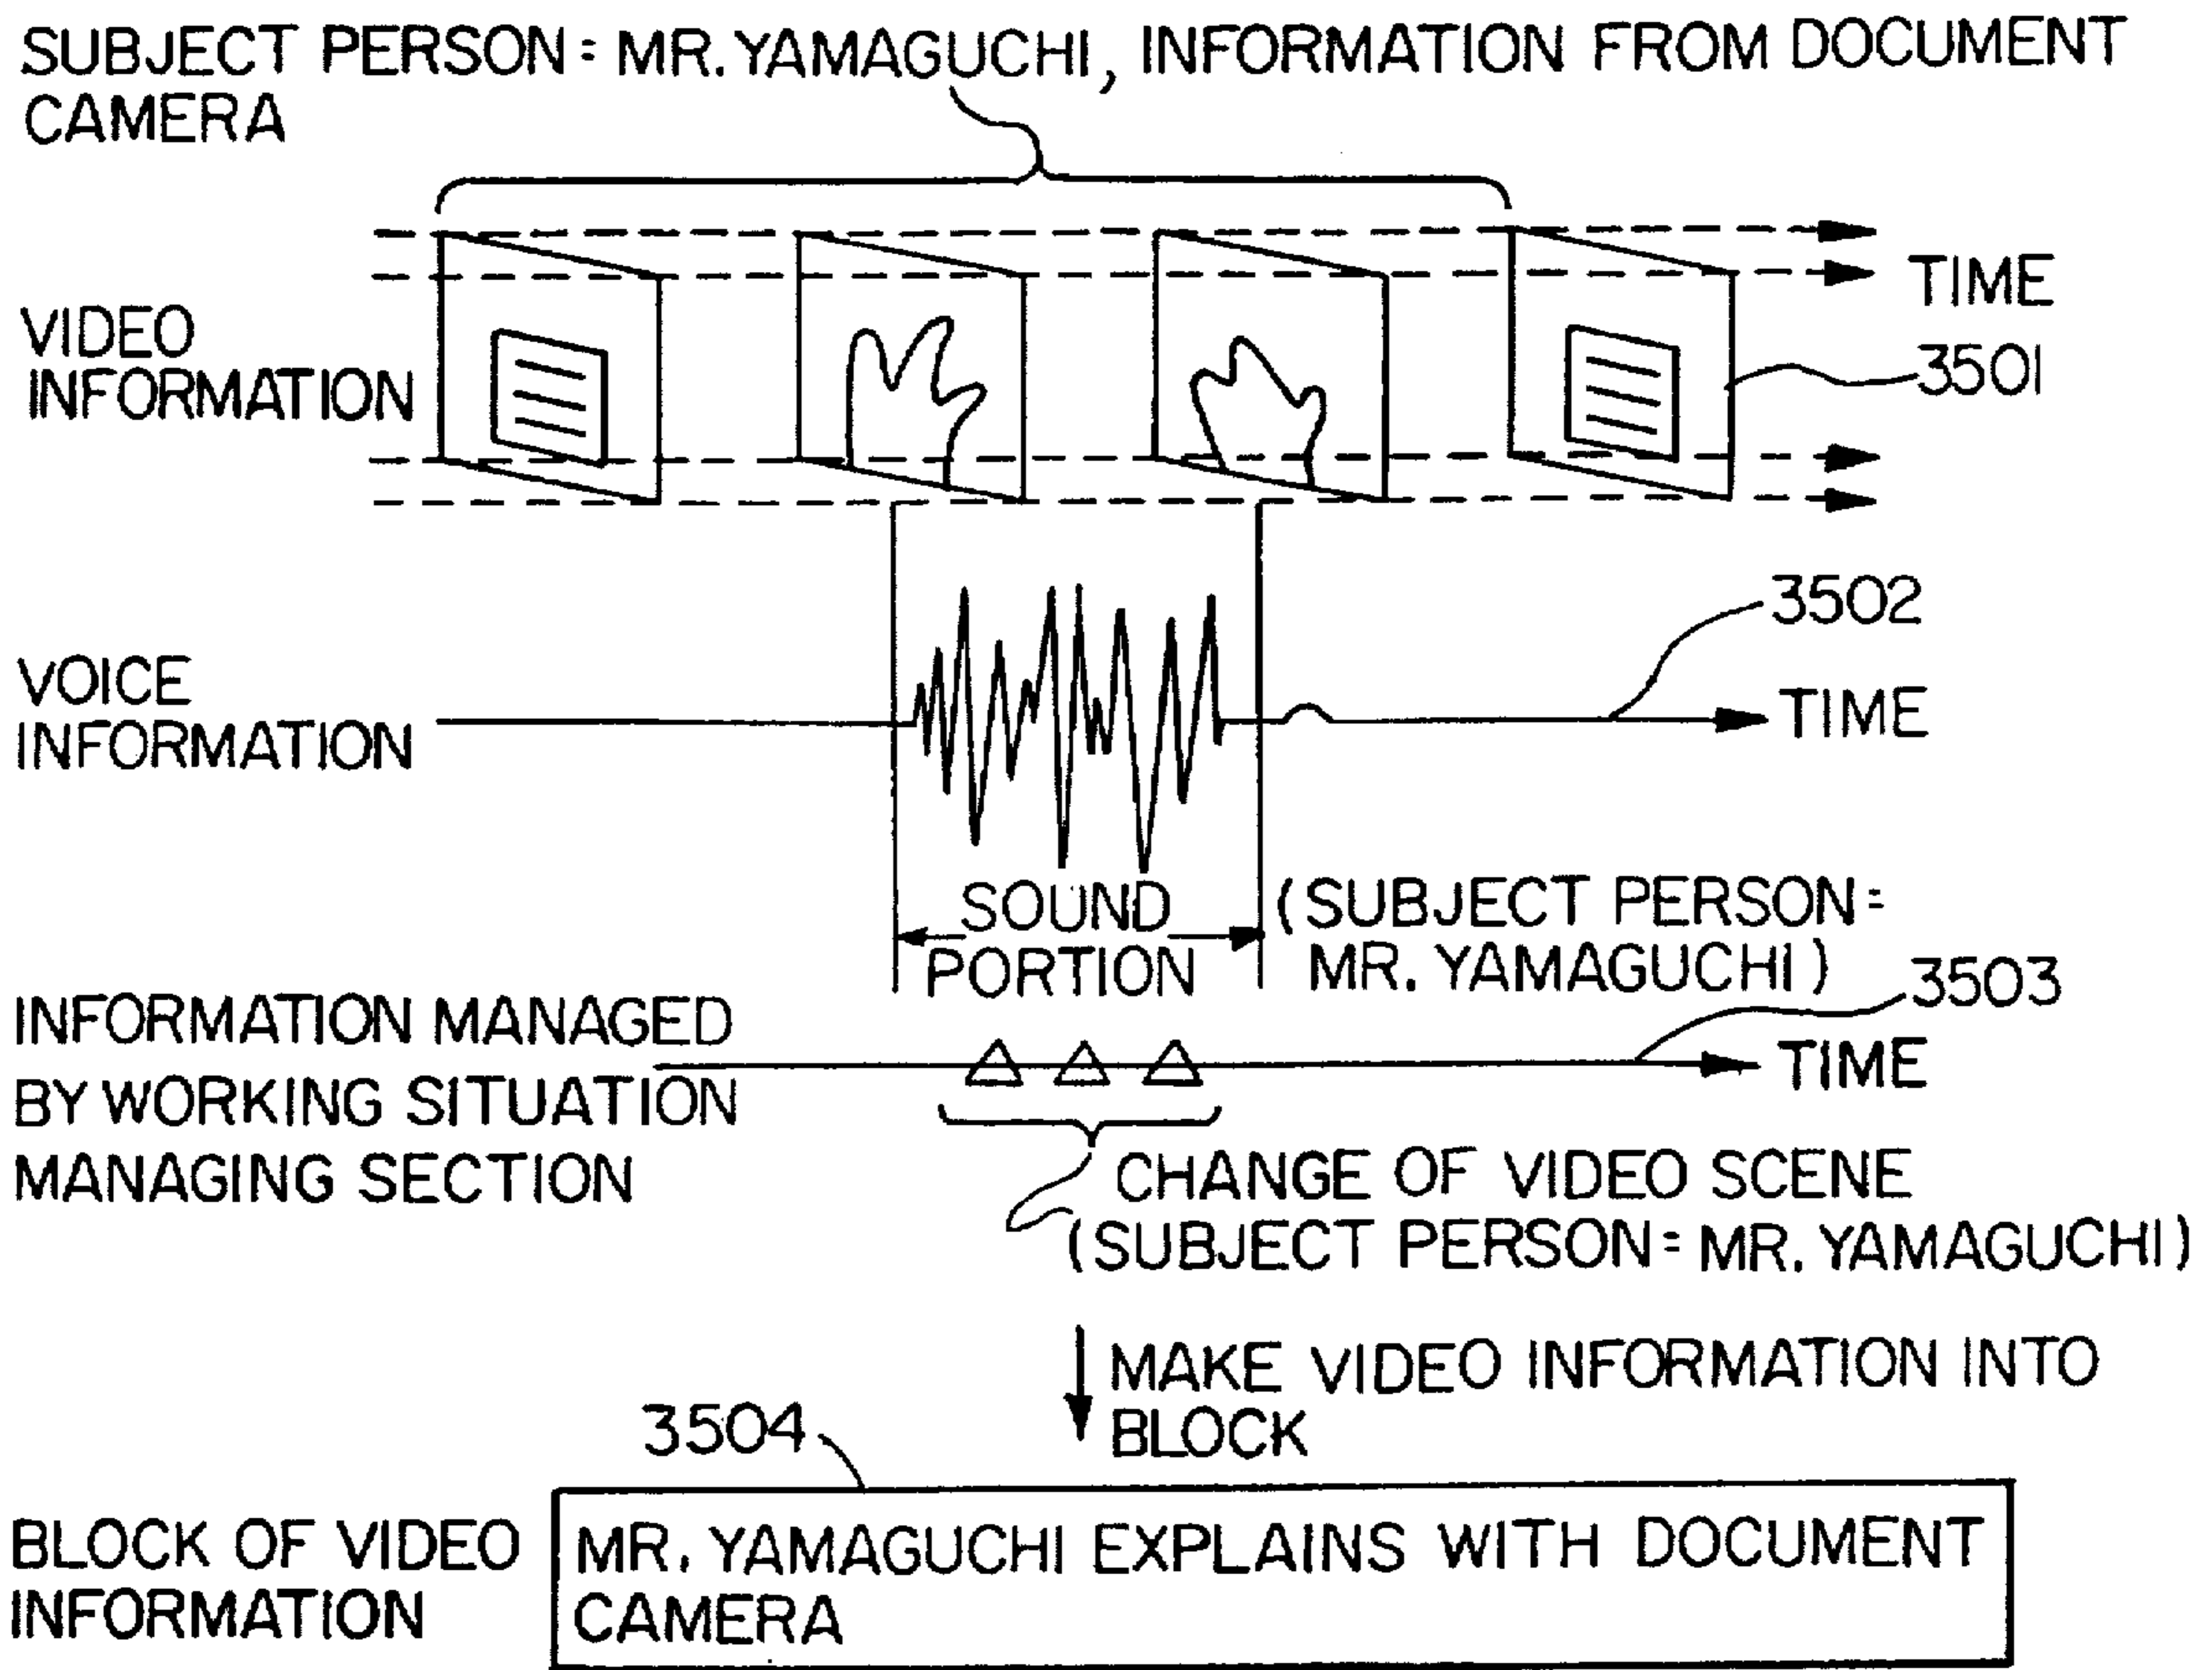 SUBJECT PERSON = MR. YAMAGUCHI, INFORMATION FROM DOCUMENT
CAMERA
TIME
VIDEO
INFORMATION
3501
3502
VOICE
INFORMATION
TIME
SOUND
PORTION
(SUBJECT PERSON =
MR. YAMAGUCHI)
3503
INFORMATION MANAGED
BY WORKING SITUATION
MANAGING SECTION
TIME
CHANGE OF VIDEO SCENE
(SUBJECT PERSON = MR. YAMAGUCHI)
MAKE VIDEO INFORMATION INTO
BLOCK
3504
BLOCK OF VIDEO
INFORMATION
MR. YAMAGUCHI EXPLAINS WITH DOCUMENT
CAMERA